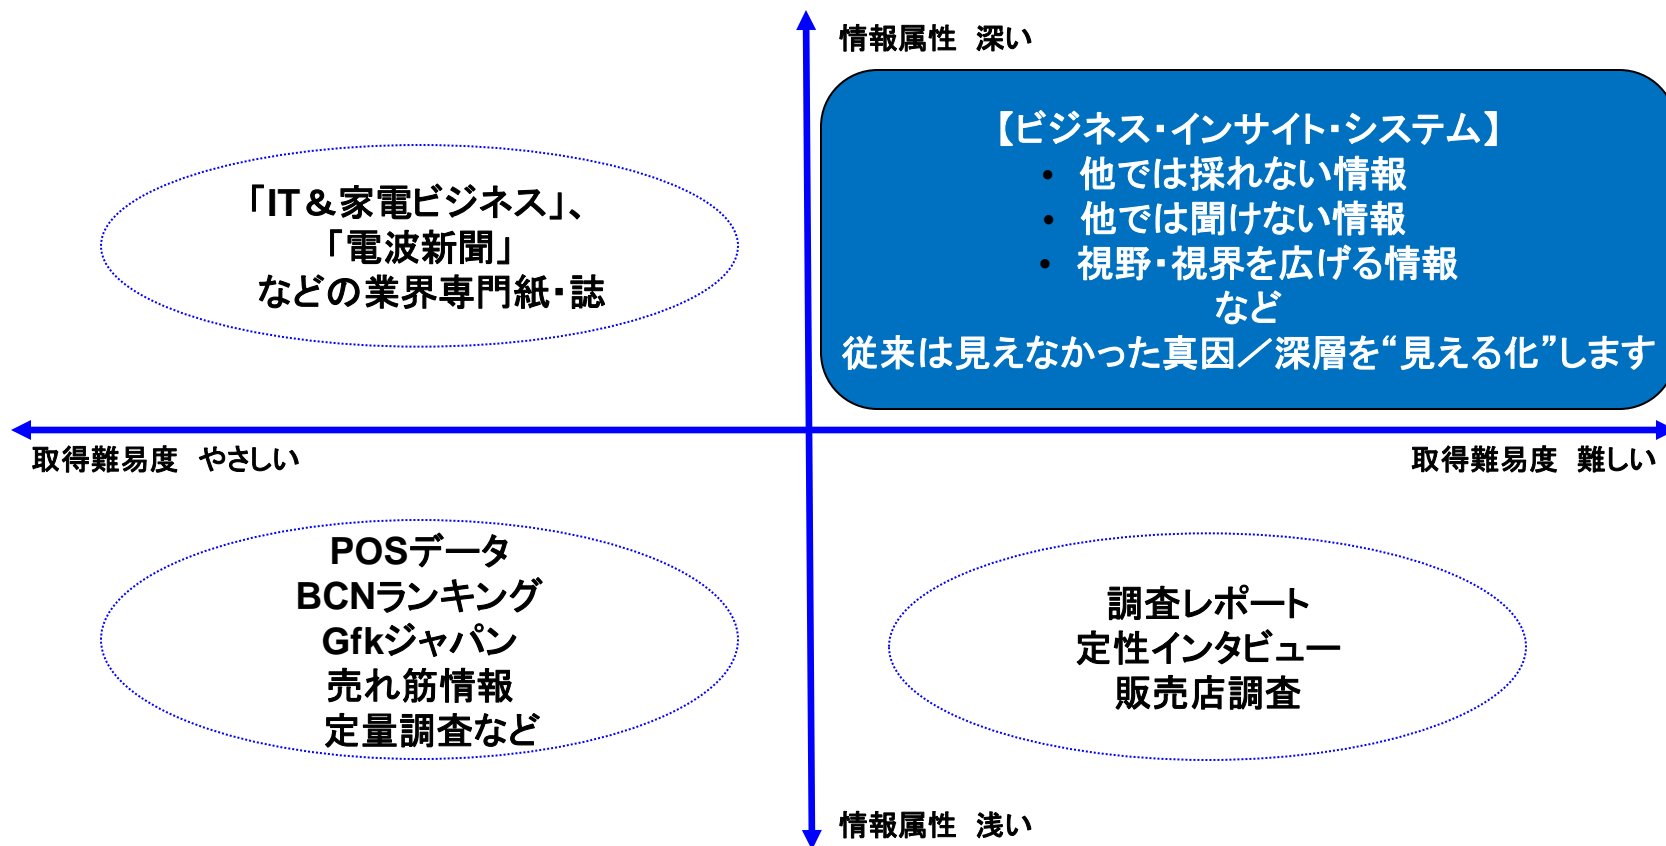 情報属性　深い
【ビジネス・インサイト・システム】
• 他では採れない情報
• 他では聞けない情報
• 視野・視界を広げる情報
など
従来は見えなかった真因／深層を“見える化”します
「IT＆家電ビジネス」、
「電波新聞」
などの業界専門紙・誌
取得難易度　やさしい
取得難易度　難しい
POSデータ
BCNランキング
Gfkジャパン
売れ筋情報
定量調査など
調査レポート
定性インタビュー
販売店調査
情報属性　浅い